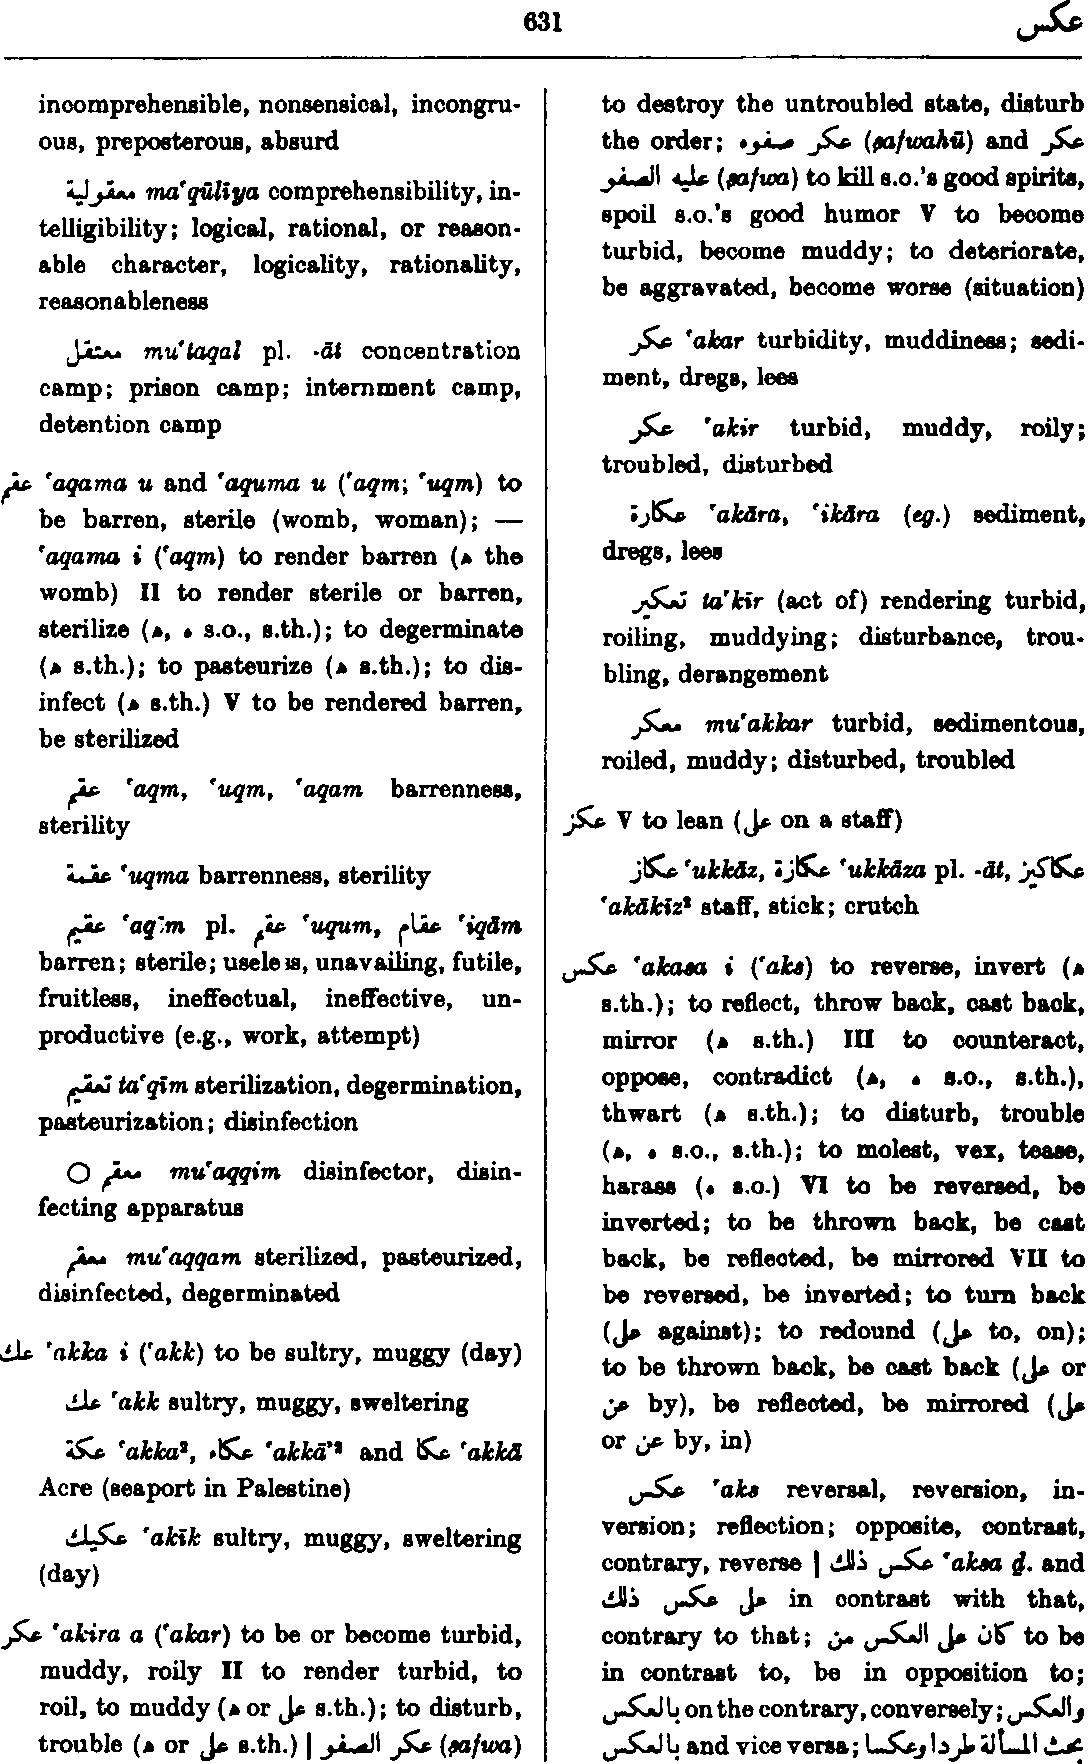 631
عكس
incomprehensible, nonsensical, incongru-
ous, preposterous, absurd
معقولية ma‘qūlīya comprehensibility, in-
telligibility; logical, rational, or reason-
able character, logicality, rationality,
reasonableness
معتقل mu‘taqal pl. -āt concentration
camp; prison camp; internment camp,
detention camp
عقم ‘aqama u and ‘aquma u (‘aqm; ‘uqm) to
be barren, sterile (womb, woman); —
‘aqama i (‘aqm) to render barren (ه the
womb) II to render sterile or barren,
sterilize (ه, ه s.o., s.th.); to degerminate
(ه s.th.); to pasteurize (ه s.th.); to dis-
infect (ه s.th.) V to be rendered barren,
be sterilized
عقم ‘aqm, ‘uqm, ‘aqam barrenness,
sterility
عقمة ‘uqma barrenness, sterility
عقيم ‘aqīm pl. عقم ‘uqum, عقام ‘iqām
barren; sterile; useless, unavailing, futile,
fruitless, ineffectual, ineffective, un-
productive (e.g., work, attempt)
تعقيم ta‘qīm sterilization, degermination,
pasteurization; disinfection
○ معقم mu‘aqqim disinfector, disin-
fecting apparatus
معقم mu‘aqqam sterilized, pasteurized,
disinfected, degerminated
عك ‘akka i (‘akk) to be sultry, muggy (day)
عك ‘akk sultry, muggy, sweltering
عكة ‘akka², عكاء ‘akkā’² and عكا ‘akkā
Acre (seaport in Palestine)
عكيك ‘akīk sultry, muggy, sweltering
(day)
عكر ‘akira a (‘akar) to be or become turbid,
muddy, roily II to render turbid, to
roil, to muddy (ه or على s.th.); to disturb,
trouble (ه or على s.th.) | عكر الصفو (ṣafwa)
to destroy the untroubled state, disturb
the order; عكر صفوه (ṣafwahū) and عكر
عليه الصفو (ṣafwa) to kill s.o.'s good spirits,
spoil s.o.'s good humor V to become
turbid, become muddy; to deteriorate,
be aggravated, become worse (situation)
عكر ‘akar turbidity, muddiness; sedi-
ment, dregs, lees
عكر ‘akir turbid, muddy, roily;
troubled, disturbed
عكارة ‘akāra, ‘ikāra (eg.) sediment,
dregs, lees
تعكير ta‘kīr (act of) rendering turbid,
roiling, muddying; disturbance, trou-
bling, derangement
معكر mu‘akkar turbid, sedimentous,
roiled, muddy; disturbed, troubled
عكز V to lean (على on a staff)
عكاز ‘ukkāz, عكازة ‘ukkāza pl. -āt, عكاكيز
‘akākīz² staff, stick; crutch
عكس ‘akasa i (‘aks) to reverse, invert (ه
s.th.); to reflect, throw back, cast back,
mirror (ه s.th.) III to counteract,
oppose, contradict (ه, ه s.o., s.th.),
thwart (ه s.th.); to disturb, trouble
(ه, ه s.o., s.th.); to molest, vex, tease,
harass (ه s.o.) VI to be reversed, be
inverted; to be thrown back, be cast
back, be reflected, be mirrored VII to
be reversed, be inverted; to turn back
(على against); to redound (على to, on);
to be thrown back, be cast back (على or
عن by), be reflected, be mirrored (على
or عن by, in)
عكس ‘aks reversal, reversion, in-
version; reflection; opposite, contrast,
contrary, reverse | عكس ذلك ‘aksa ḏ. and
على عكس ذلك in contrast with that,
contrary to that; كان على العكس من to be
in contrast to, be in opposition to;
بالعكس on the contrary, conversely; والعكس
بالعكس and vice versa; بحث المسألة طردا وعكسا